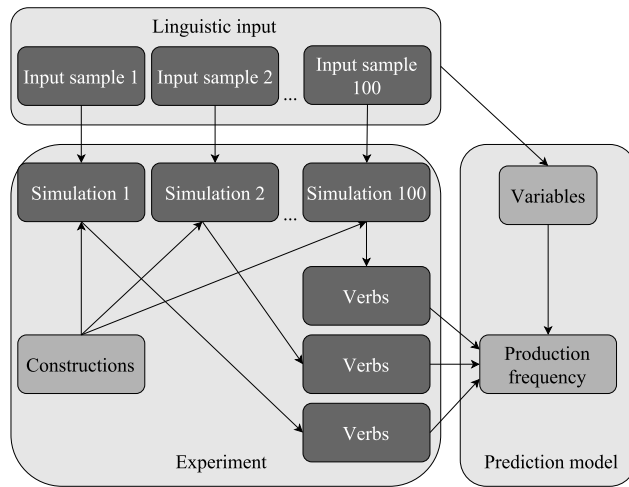 Linguistic input
Input sample 1
Input sample 2
...
Input sample
100
Simulation 1
Simulation 2
...
Simulation 100
Variables
Verbs
Constructions
Verbs
Production
frequency
Verbs
Experiment
Prediction model